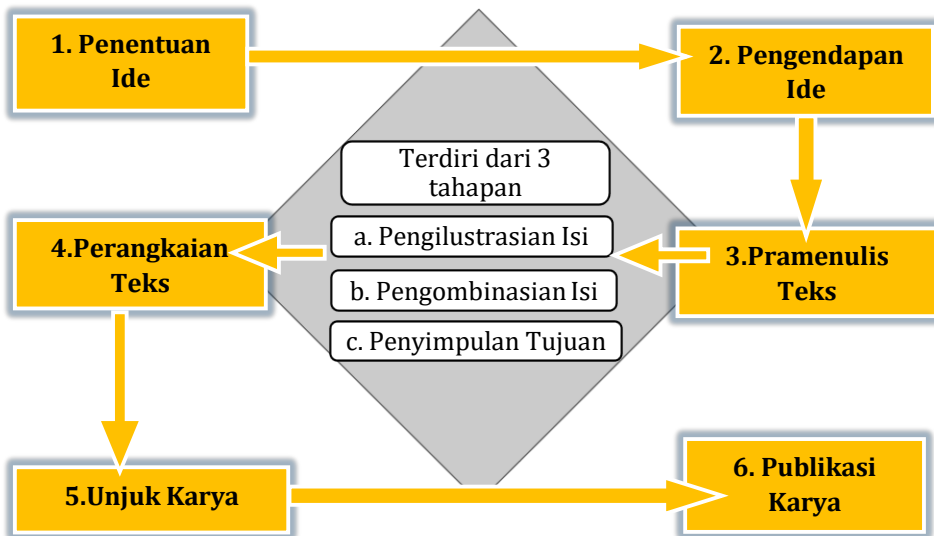 1. Penentuan
Ide
2. Pengendapan
Ide
Terdiri dari 3
tahapan
a. Pengilustrasian Isi
b. Pengombinasian Isi
c. Penyimpulan Tujuan
3.Pramenulis
Teks
4.Perangkaian
Teks
5.Unjuk Karya
6. Publikasi
Karya